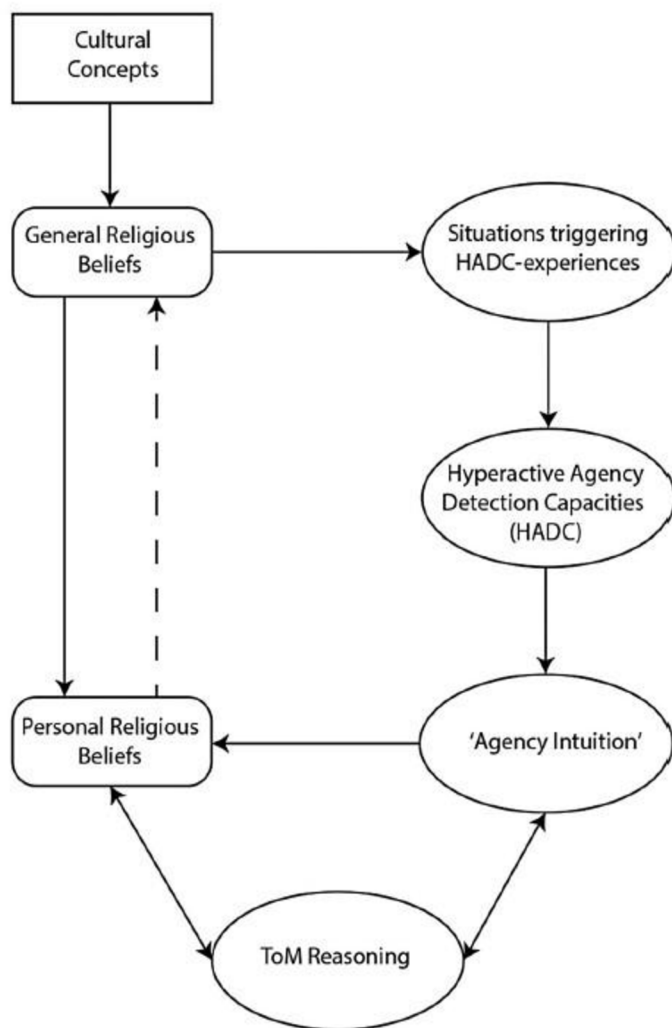 Cultural
Concepts
General Religious
Beliefs
Situations triggering
HADC-experiences
Hyperactive Agency
Detection Capacities
(HADC)
Personal Religious
Beliefs
‘Agency Intuition’
ToM Reasoning